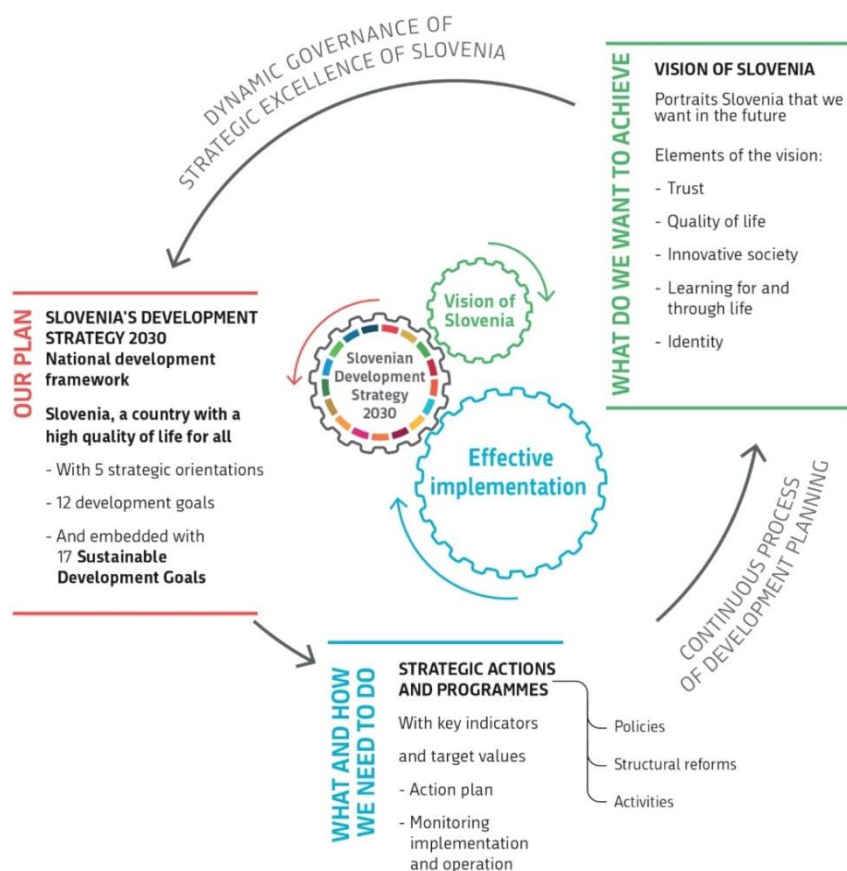 DYNAMIC GOVERNANCE OF
STRATEGIC EXCELLENCE OF SLOVENIA
WHAT DO WE WANT TO ACHIEVE
VISION OF SLOVENIA
Portraits Slovenia that we
want in the future
Elements of the vision:
- Trust
- Quality of life
- Innovative society
- Learning for and
through life
- Identity
OUR PLAN
SLOVENIA'S DEVELOPMENT
STRATEGY 2030
National development
framework
Slovenia, a country with a
high quality of life for all
- With 5 strategic orientations
- 12 development goals
- And embedded with
17 Sustainable
Development Goals
Vision of
Slovenia
Slovenian
Development
Strategy
2030
Effective
implementation
WHAT AND HOW
WE NEED TO DO
STRATEGIC ACTIONS
AND PROGRAMMES
With key indicators
and target values
- Action plan
- Monitoring
implementation
and operation
Policies
Structural reforms
Activities
CONTINUOUS PROCESS
OF DEVELOPMENT PLANNING